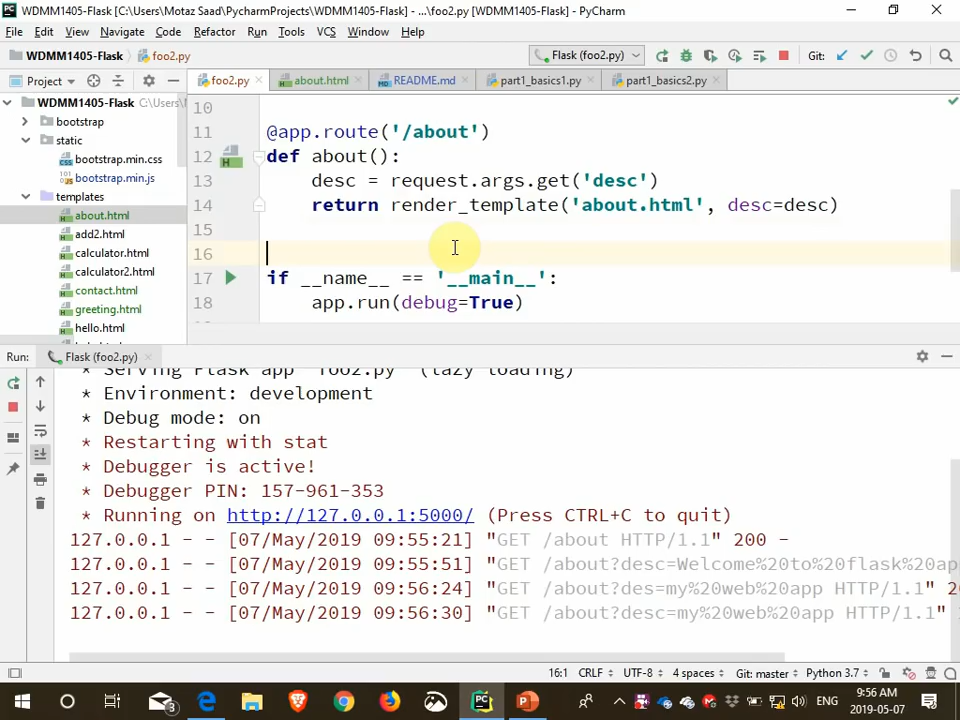 WDMM1405-Flask [C:\Users\Motaz Saad\PycharmProjects\WDMM1405-Flask] - ...\foo2.py [WDMM1405-Flask] - PyCharm
File Edit View Navigate Code Refactor Run Tools VCS Window Help
WDMM1405-Flask foo2.py Flask (foo2.py) Git:
Project foo2.py about.html README.md part1_basics1.py part1_basics2.py
WDMM1405-Flask C:\Users\
bootstrap
static
bootstrap.min.css
bootstrap.min.js
templates
about.html
add2.html
calculator.html
calculator2.html
contact.html
greeting.html
hello.html
10
11 @app.route('/about')
12 def about():
13 desc = request.args.get('desc')
14 return render_template('about.html', desc=desc)
15
16
17 if __name__ == '__main__':
18 app.run(debug=True)
Run: Flask (foo2.py)
* Serving Flask app "foo2.py" (lazy loading)
* Environment: development
* Debug mode: on
* Restarting with stat
* Debugger is active!
* Debugger PIN: 157-961-353
* Running on http://127.0.0.1:5000/ (Press CTRL+C to quit)
127.0.0.1 - - [07/May/2019 09:55:21] "GET /about HTTP/1.1" 200 -
127.0.0.1 - - [07/May/2019 09:55:51] "GET /about?desc=Welcome%20to%20flask%20ap
127.0.0.1 - - [07/May/2019 09:56:24] "GET /about?des=my%20web%20app HTTP/1.1" 2
127.0.0.1 - - [07/May/2019 09:56:30] "GET /about?desc=my%20web%20app HTTP/1.1"
16:1 CRLF UTF-8 4 spaces Git: master Python 3.7
3 ENG 9:56 AM
2019-05-07